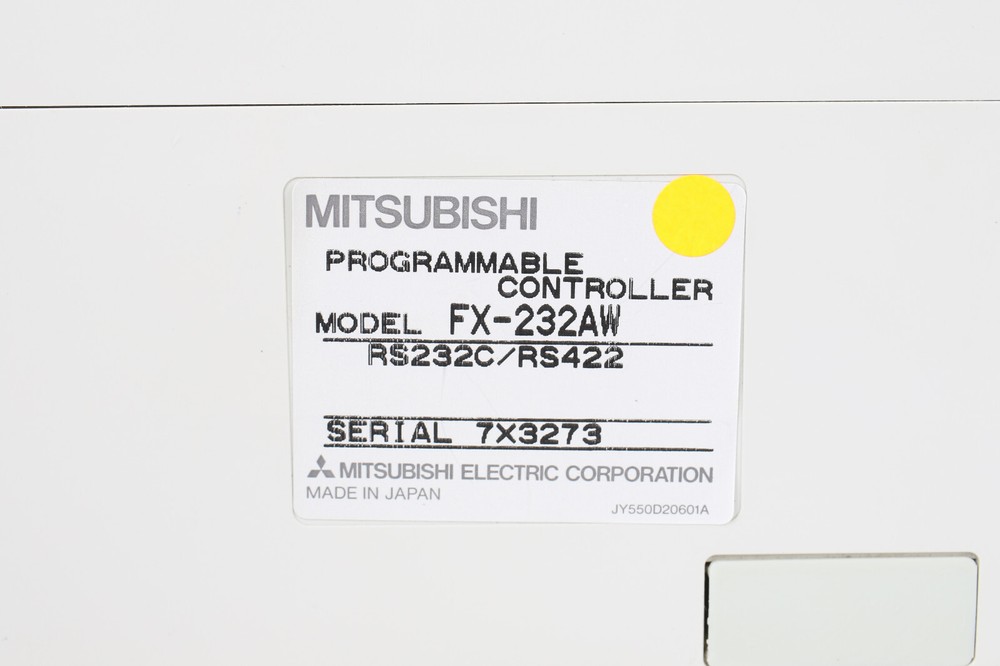 MITSUBISHI
PROGRAMMABLE
CONTROLLER
MODEL FX-232AW
RS232C/RS422
SERIAL 7X3273
MITSUBISHI ELECTRIC CORPORATION
MADE IN JAPAN
JY550D20601A